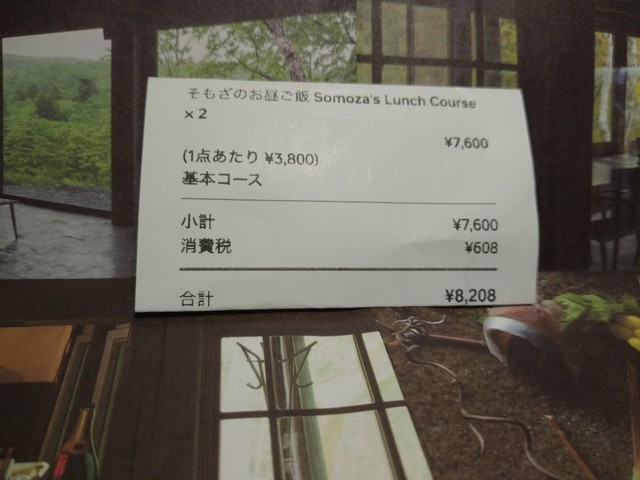 そもざのお昼ご飯 Somoza's Lunch Course
× 2
¥7,600
(1点あたり ¥3,800)
基本コース
小計 ¥7,600
消費税 ¥608
合計 ¥8,208